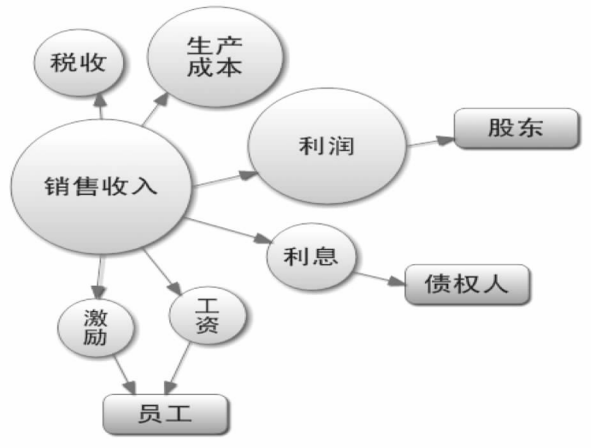 税收
生产
成本
利润
股东
销售收入
利息
债权人
激
励
工
资
员工